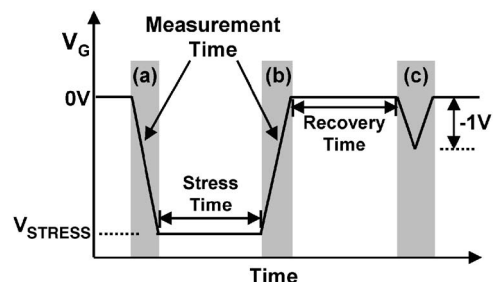 Measurement
Time
V_G
(a)
(b)
(c)
0V
-1V
Recovery
Time
Stress
Time
V_STRESS
Time